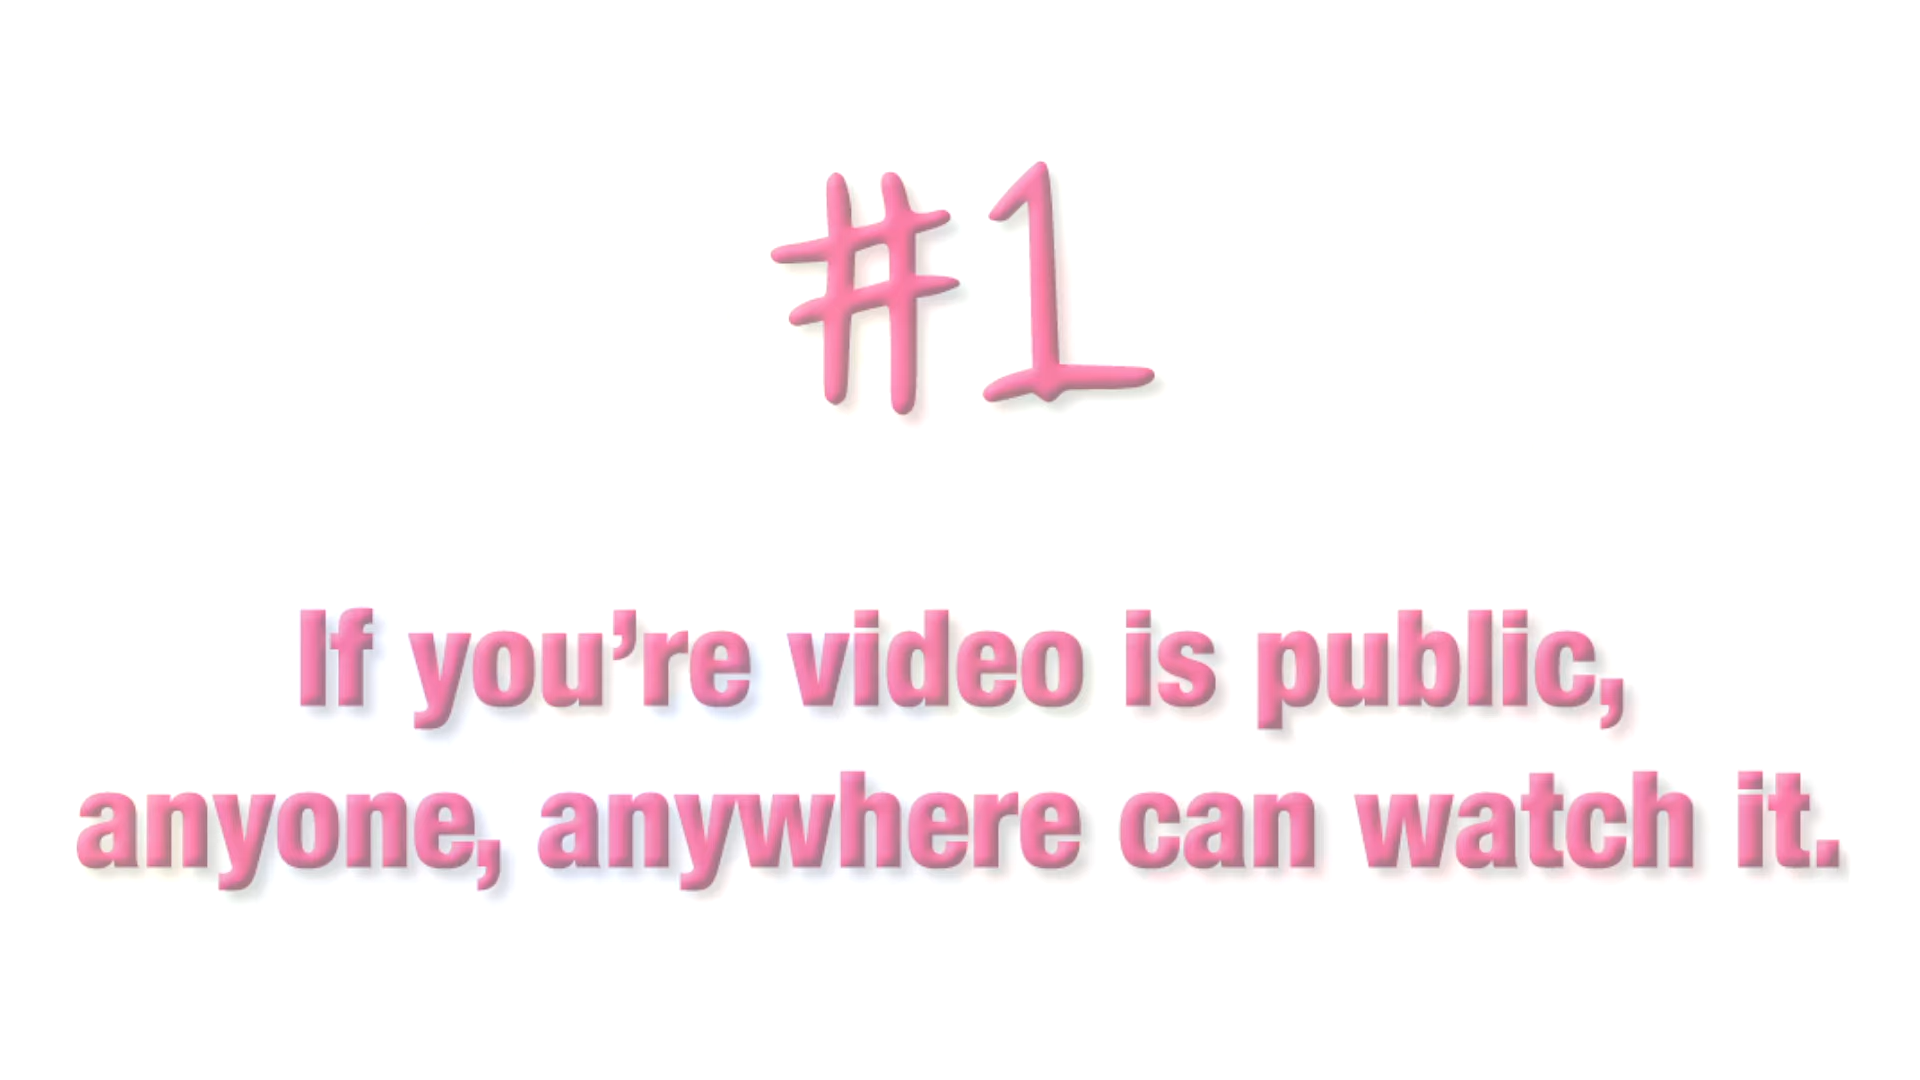 #1
If you’re video is public,
anyone, anywhere can watch it.